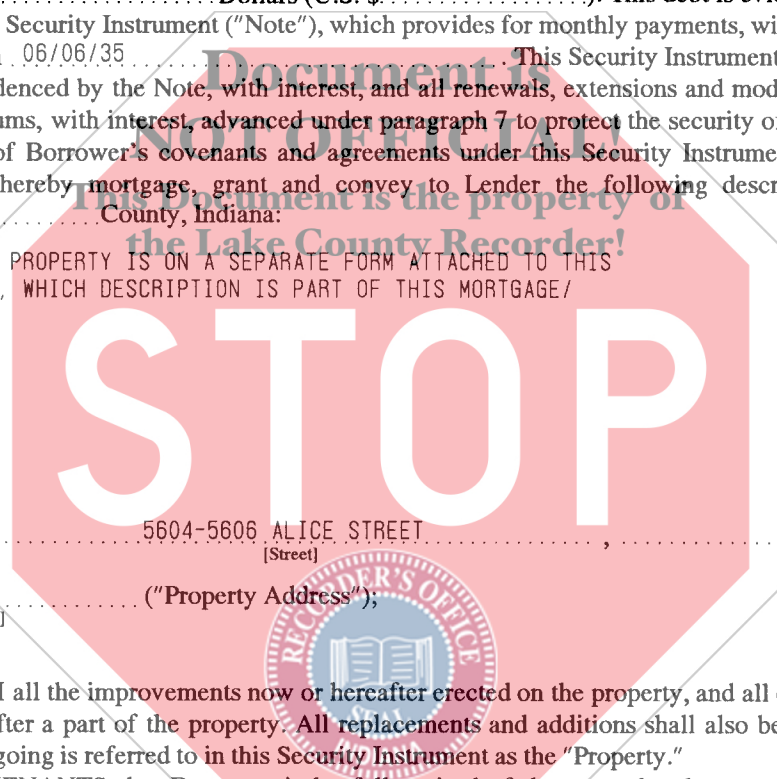 Dollars (U.S. $ ). This debt is
Security Instrument ("Note"), which provides for monthly payments,
06/06/35 . This Security Instrument
denced by the Note, with interest, and all renewals, extensions and
Document is
ums, with interest, advanced under paragraph 7 to protect the security
NOT OFFICIAL!
of Borrower's covenants and agreements under this Security
hereby mortgage, grant and convey to Lender the following
This Document is the property of
County, Indiana:
the Lake County Recorder!
PROPERTY IS ON A SEPARATE FORM ATTACHED TO THIS
, WHICH DESCRIPTION IS PART OF THIS MORTGAGE/
STOP
5604-5606 ALICE STREET ,
[Street]
("Property Address");
]
RECORDER'S OFFICE
SEAL
all the improvements now or hereafter erected on the property, and all
fter a part of the property. All replacements and additions shall also be
going is referred to in this Security Instrument as the "Property."